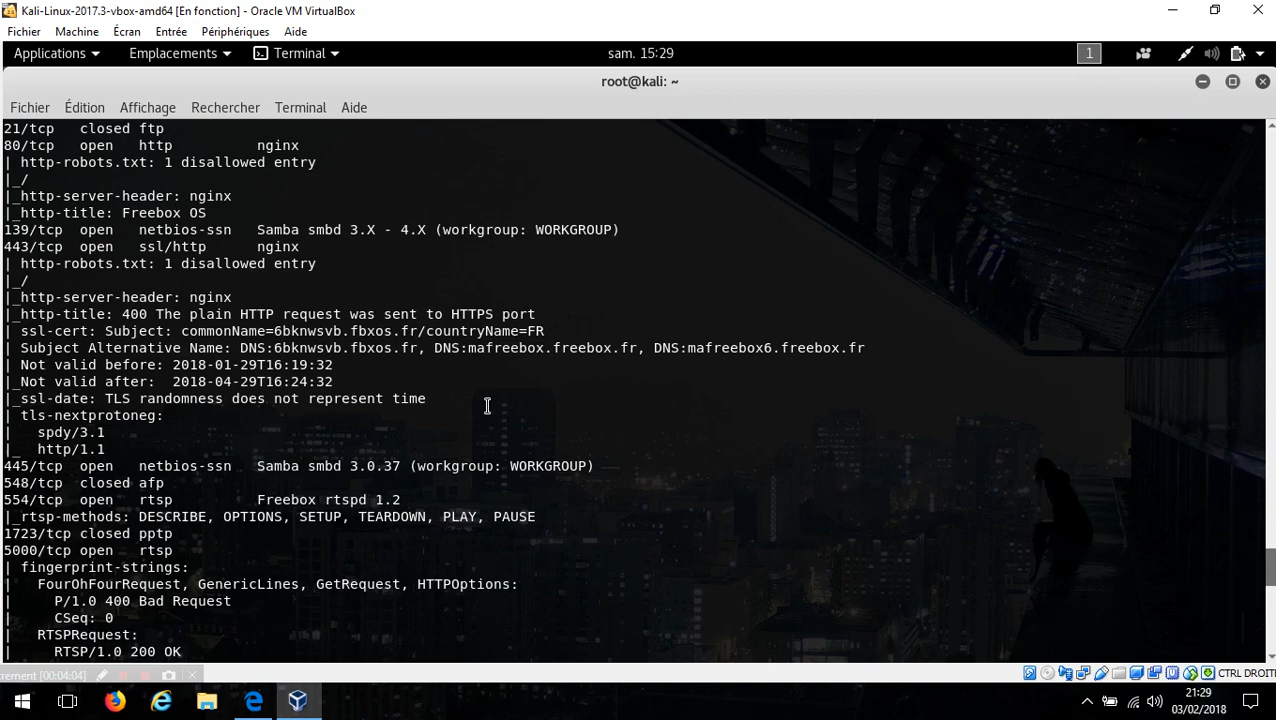 Kali-Linux-2017.3-vbox-amd64 [En fonction] - Oracle VM VirtualBox
Fichier Machine Écran Entrée Périphériques Aide
Applications Emplacements Terminal sam. 15:29 1
root@kali: ~
Fichier Édition Affichage Rechercher Terminal Aide
21/tcp   closed ftp
80/tcp   open   http          nginx
| http-robots.txt: 1 disallowed entry
|_/
|_http-server-header: nginx
|_http-title: Freebox OS
139/tcp  open   netbios-ssn   Samba smbd 3.X - 4.X (workgroup: WORKGROUP)
443/tcp  open   ssl/http      nginx
| http-robots.txt: 1 disallowed entry
|_/
|_http-server-header: nginx
|_http-title: 400 The plain HTTP request was sent to HTTPS port
| ssl-cert: Subject: commonName=6bknwsvb.fbxos.fr/countryName=FR
| Subject Alternative Name: DNS:6bknwsvb.fbxos.fr, DNS:mafreebox.freebox.fr, DNS:mafreebox6.freebox.fr
| Not valid before: 2018-01-29T16:19:32
|_Not valid after:  2018-04-29T16:24:32
|_ssl-date: TLS randomness does not represent time
| tls-nextprotoneg:
|   spdy/3.1
|_  http/1.1
445/tcp  open   netbios-ssn   Samba smbd 3.0.37 (workgroup: WORKGROUP)
548/tcp  closed afp
554/tcp  open   rtsp          Freebox rtspd 1.2
|_rtsp-methods: DESCRIBE, OPTIONS, SETUP, TEARDOWN, PLAY, PAUSE
1723/tcp closed pptp
5000/tcp open   rtsp
| fingerprint-strings:
|   FourOhFourRequest, GenericLines, GetRequest, HTTPOptions:
|     P/1.0 400 Bad Request
|     CSeq: 0
|   RTSPRequest:
|     RTSP/1.0 200 OK
trement [00:04:04]
CTRL DROITE
21:29
03/02/2018